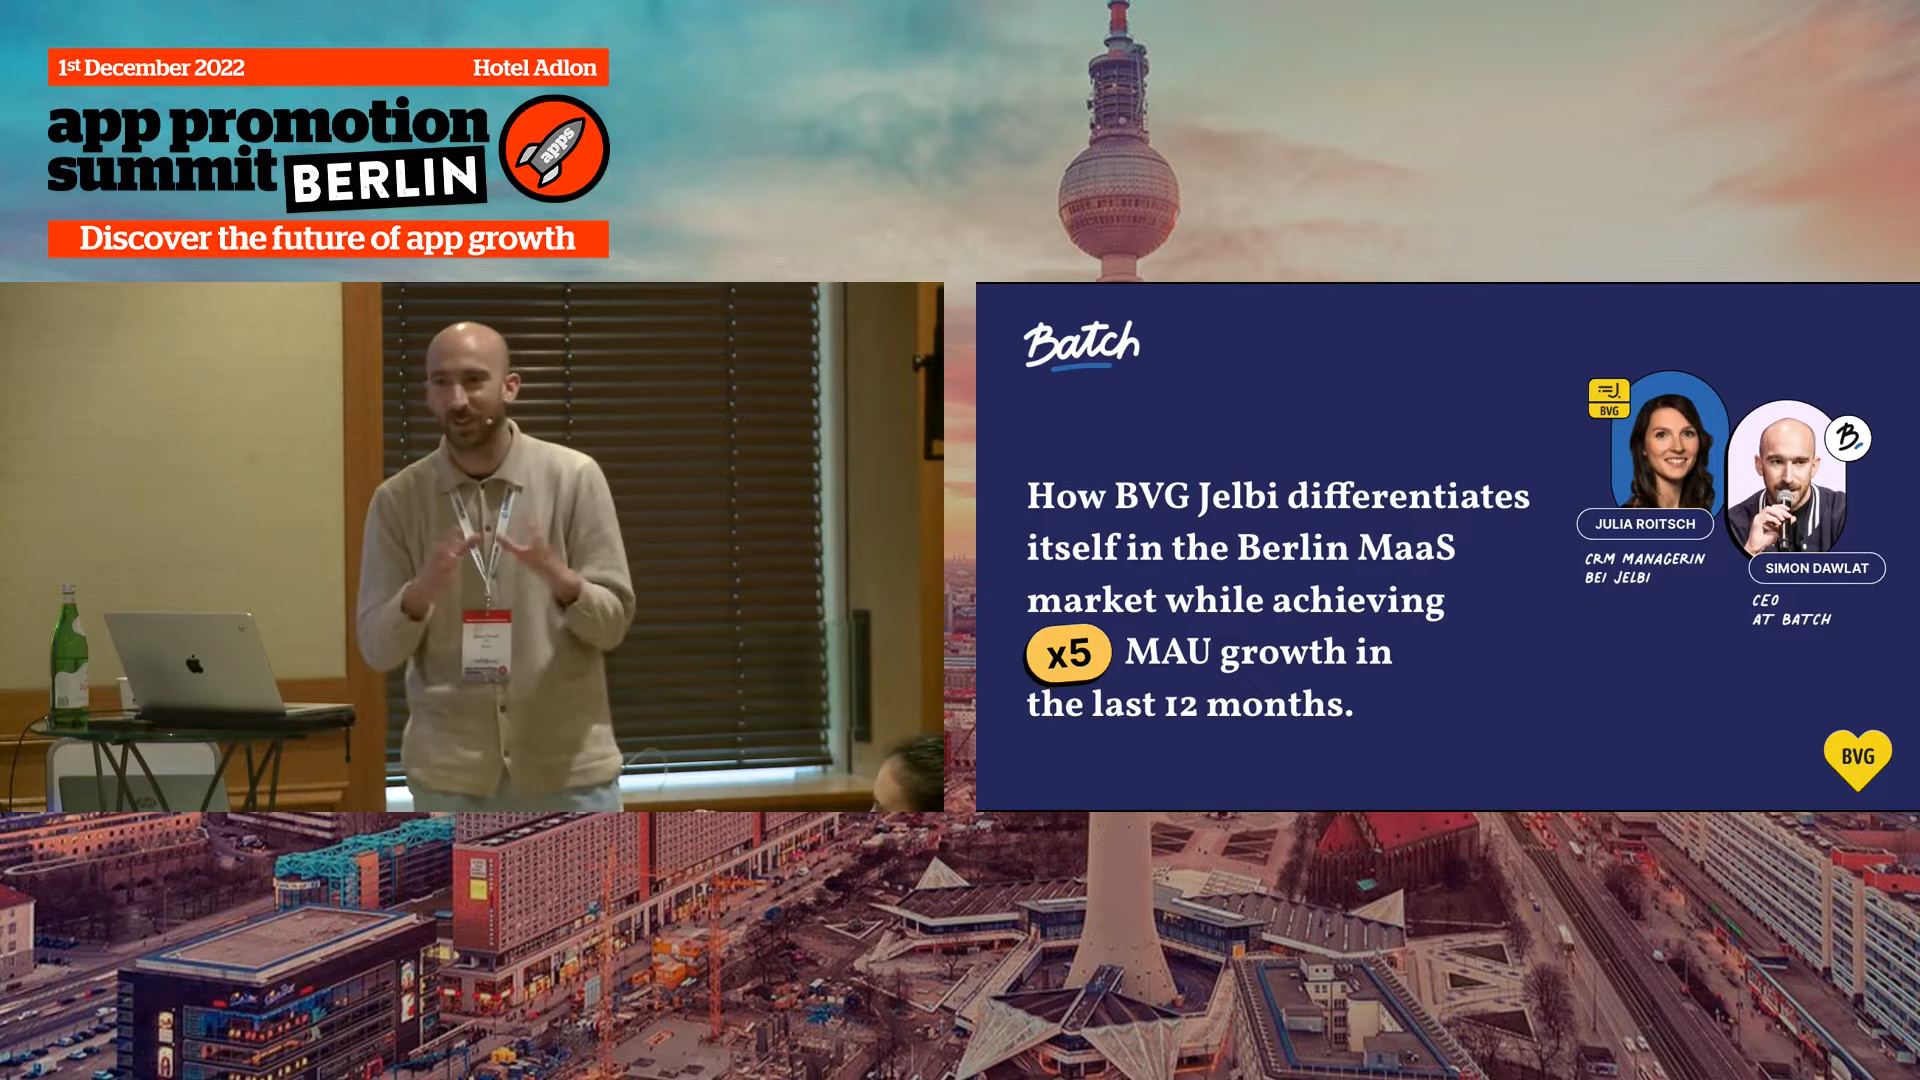 1st December 2022
Hotel Adlon
app promotion
summit BERLIN
apps
Discover the future of app growth
Batch
How BVG Jelbi differentiates
itself in the Berlin MaaS
market while achieving
x5 MAU growth in
the last 12 months.
J.
BVG
B.
JULIA ROITSCH
CRM MANAGERIN
BEI JELBI
SIMON DAWLAT
CEO
AT BATCH
BVG